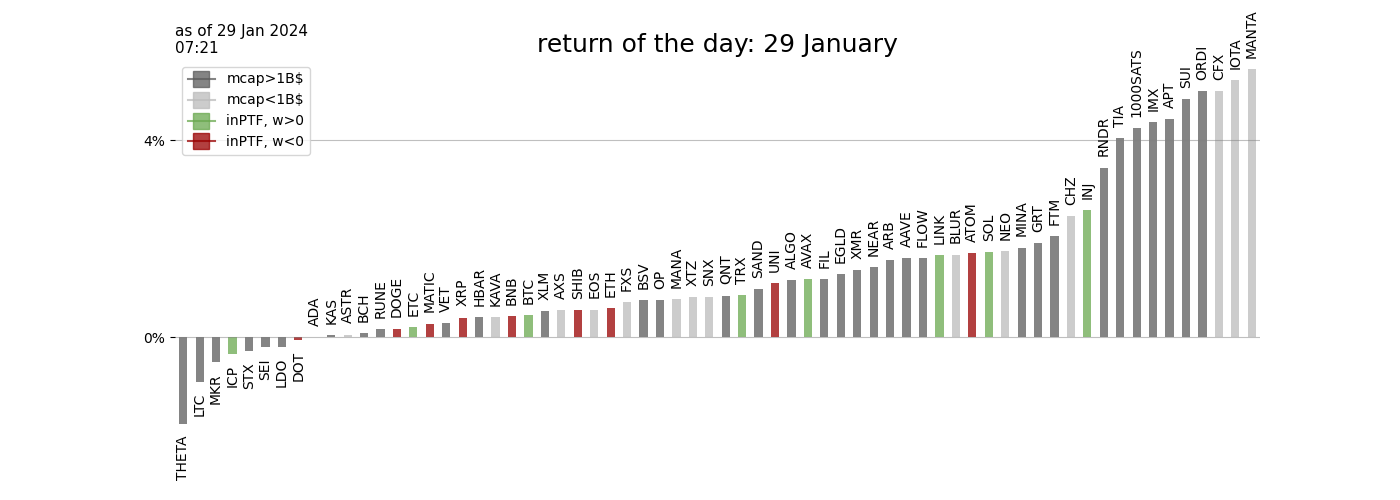 as of 29 Jan 2024
07:21
return of the day: 29 January
mcap>1B$
mcap<1B$
inPTF, w>0
inPTF, w<0
4%
0%
THETA
LTC
MKR
ICP
STX
SEI
LDO
DOT
ADA
KAS
ASTR
BCH
RUNE
DOGE
ETC
MATIC
VET
XRP
HBAR
KAVA
BNB
BTC
XLM
AXS
SHIB
EOS
ETH
FXS
BSV
OP
MANA
XTZ
SNX
QNT
TRX
SAND
UNI
ALGO
AVAX
FIL
EGLD
XMR
NEAR
ARB
AAVE
FLOW
LINK
BLUR
ATOM
SOL
NEO
MINA
GRT
FTM
CHZ
INJ
RNDR
TIA
1000SATS
IMX
APT
SUI
ORDI
CFX
IOTA
MANTA